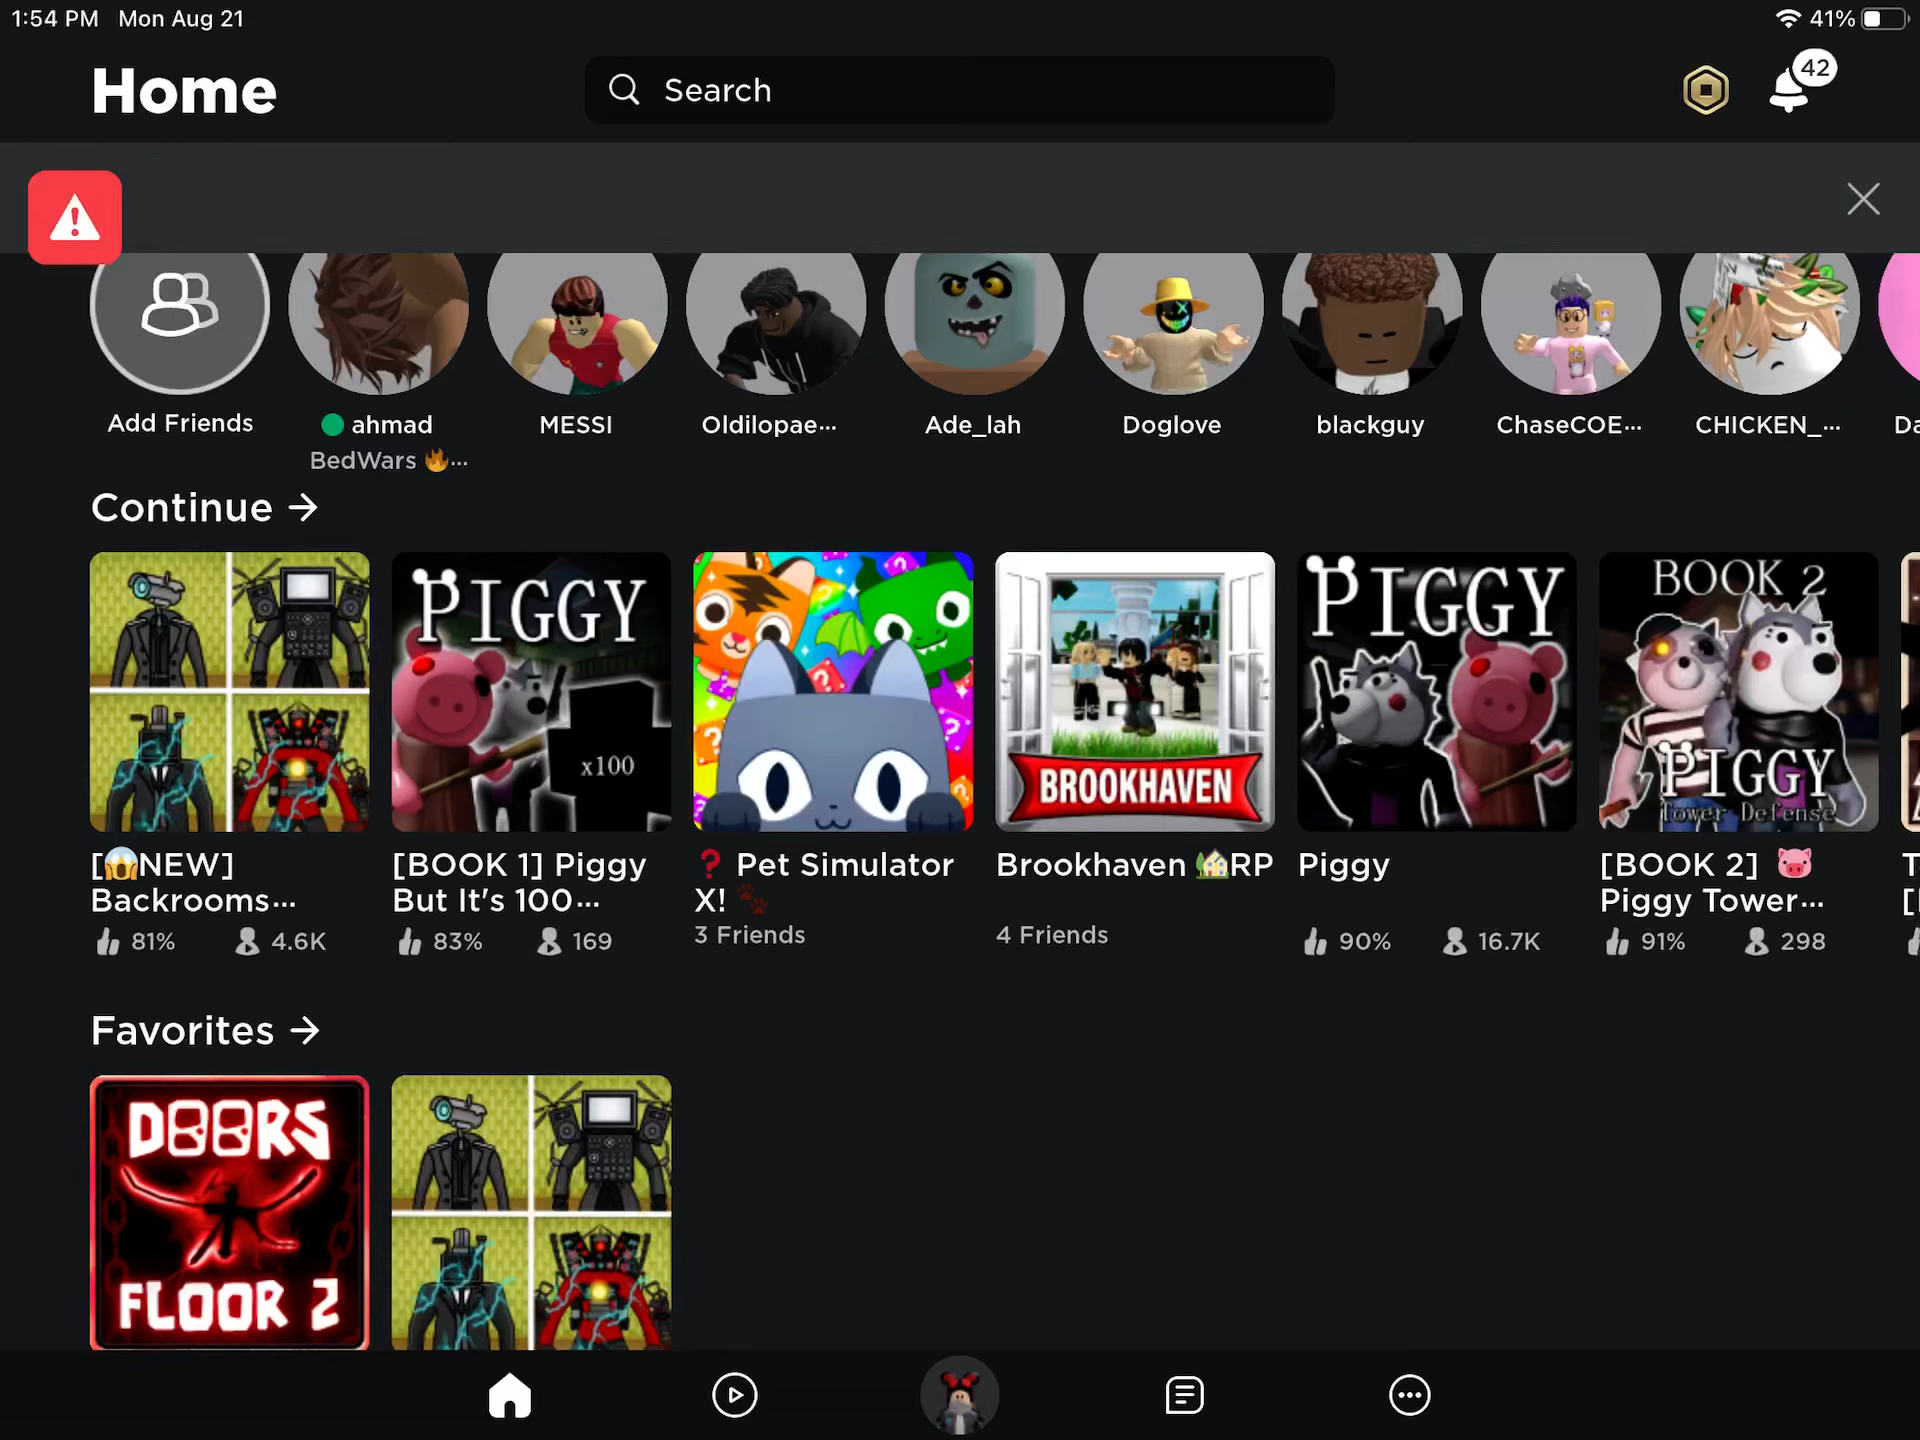 1:54 PM Mon Aug 21
41%
Home
Search
42
Add Friends
ahmad
MESSI
Oldilopae...
Ade_lah
Doglove
blackguy
ChaseCOE...
CHICKEN_...
Da
BedWars 🔥...
Continue →
PIGGY
x100
BROOKHAVEN
PIGGY
BOOK 2
PIGGY
Tower Defense
[😱NEW]
Backrooms...
81% 4.6K
[BOOK 1] Piggy
But It's 100...
83% 169
❓ Pet Simulator
X! 🐾
3 Friends
Brookhaven 🏡RP
4 Friends
Piggy
90% 16.7K
[BOOK 2] 🐷
Piggy Tower...
91% 298
T
[
Favorites →
DOORS
FLOOR 2